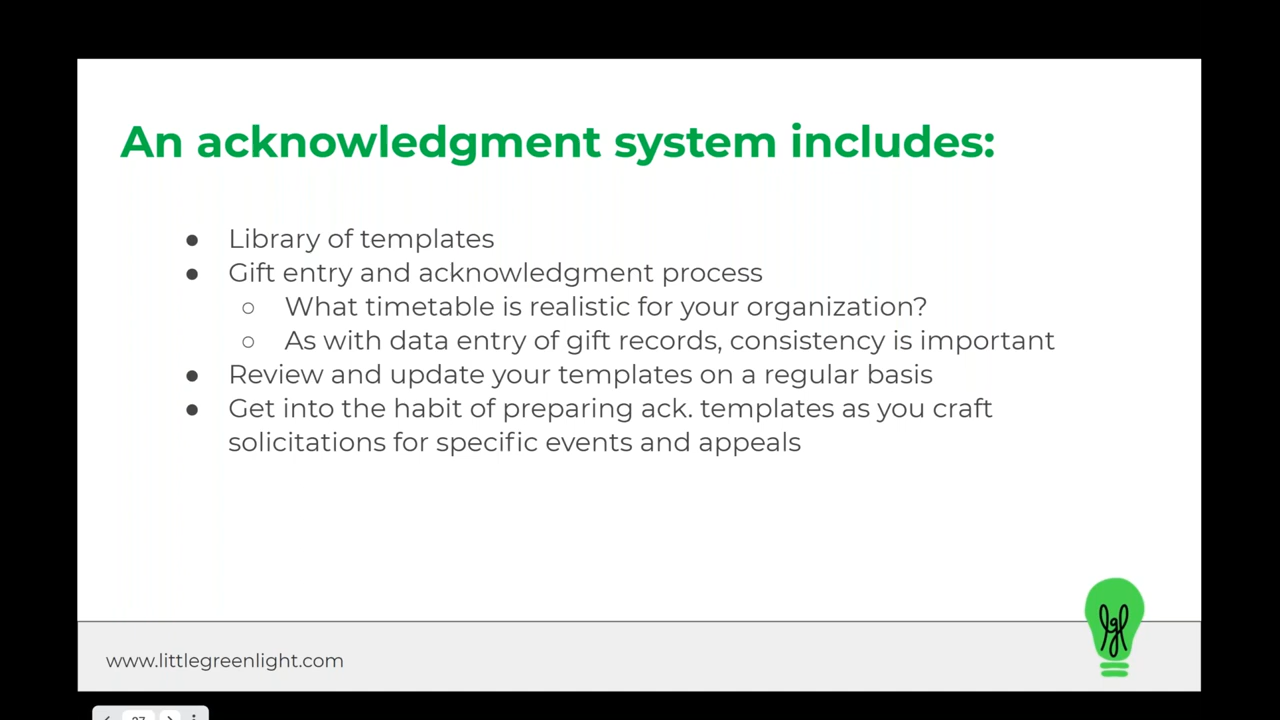 An acknowledgment system includes:
● Library of templates
● Gift entry and acknowledgment process
○ What timetable is realistic for your organization?
○ As with data entry of gift records, consistency is important
● Review and update your templates on a regular basis
● Get into the habit of preparing ack. templates as you craft
solicitations for specific events and appeals
lgl
www.littlegreenlight.com